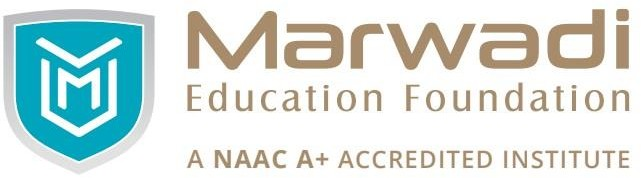 Marwadi
Education Foundation
A NAAC A+ ACCREDITED INSTITUTE